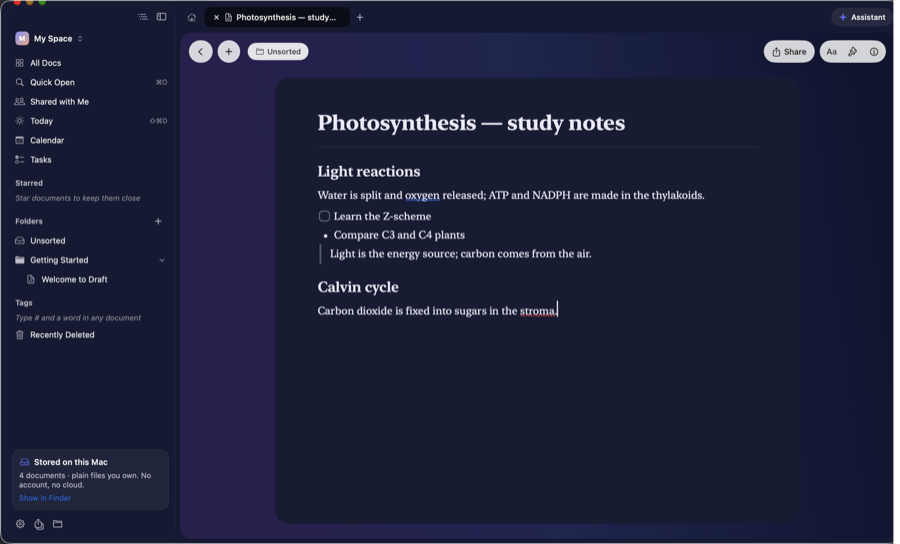 Photosynthesis — study...
Assistant
M My Space
All Docs
Quick Open ⌘O
Shared with Me
Today ⇧⌘D
Calendar
Tasks
Starred
Star documents to keep them close
Folders
Unsorted
Getting Started
Welcome to Draft
Tags
Type # and a word in any document
Recently Deleted
Stored on this Mac
4 documents · plain files you own. No
account, no cloud.
Show in Finder
Unsorted
Share
Aa
Photosynthesis — study notes
Light reactions
Water is split and oxygen released; ATP and NADPH are made in the thylakoids.
Learn the Z-scheme
• Compare C3 and C4 plants
Light is the energy source; carbon comes from the air.
Calvin cycle
Carbon dioxide is fixed into sugars in the stroma.